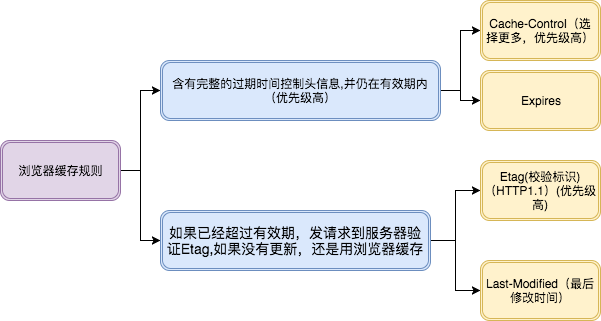 浏览器缓存规则
含有完整的过期时间控制头信息,并仍在有效期内
（优先级高）
Cache-Control（选
择更多，优先级高）
Expires
如果已经超过有效期，发请求到服务器验
证Etag,如果没有更新，还是用浏览器缓存
Etag(校验标识)
（HTTP1.1）(优先级
高)
Last-Modified（最后
修改时间）